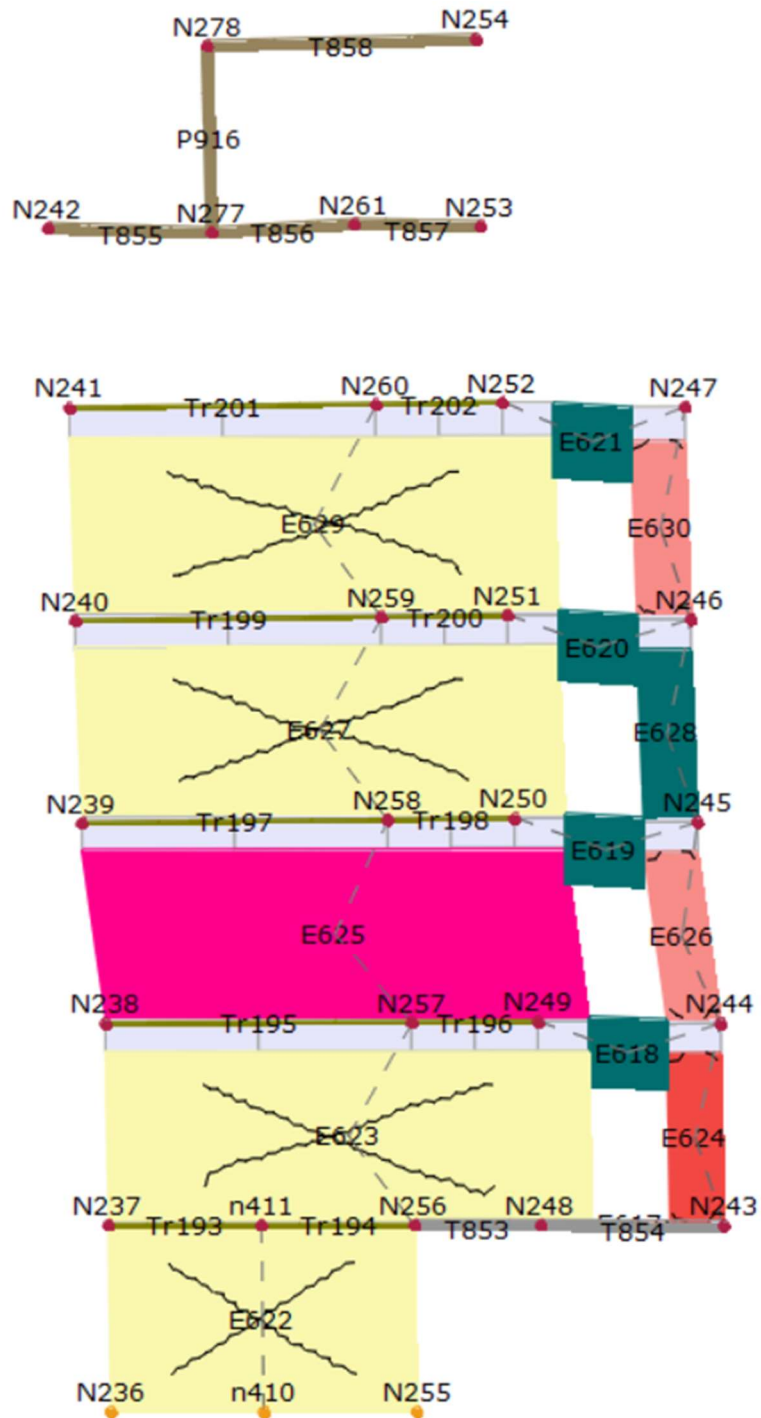 N278 N254
T858
P916
N242 N277 N261 N253
T855 T856 T857
N241 N260 N252 N247
Tr201 Tr202
E621
E629 E630
N240 N259 N251 N246
Tr199 Tr200
E620
E627 E628
N239 N258 N250 N245
Tr197 Tr198
E619
E625 E626
N238 N257 N249 N244
Tr195 Tr196
E618
E623 E624
N237 n411 N256 N248 N243
Tr193 Tr194 T853 T854
E622
N236 n410 N255